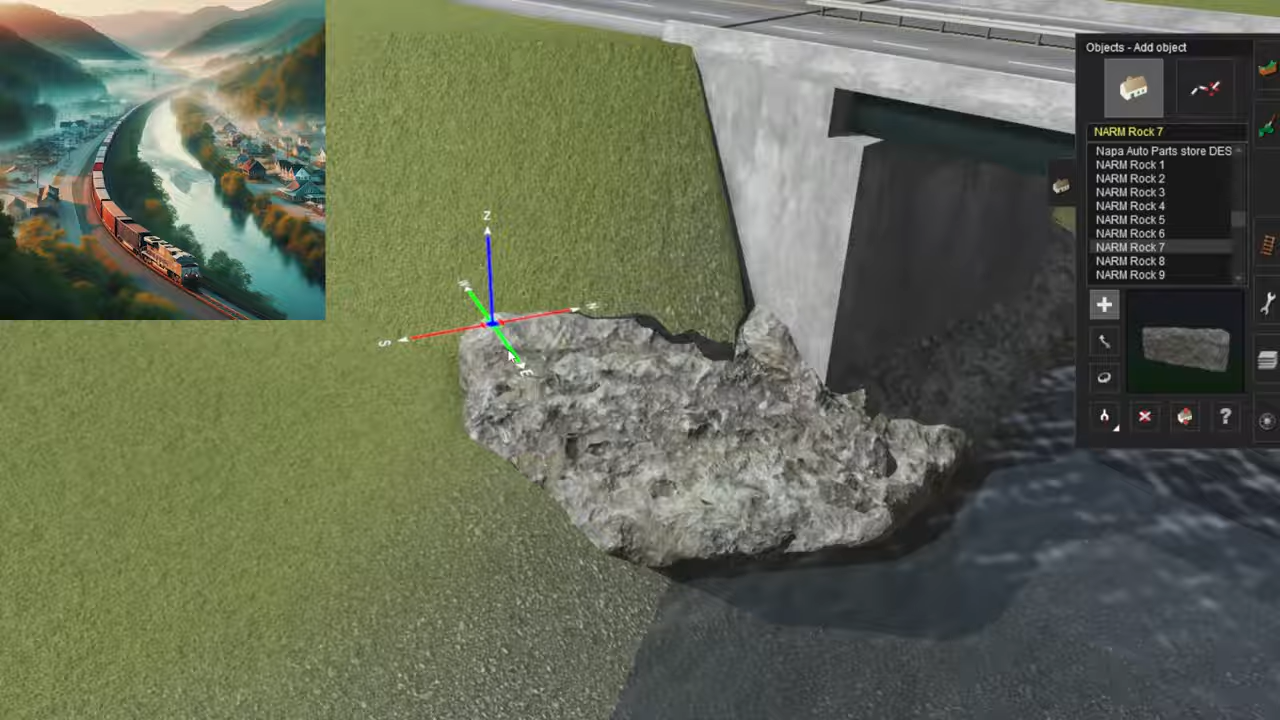 Objects - Add object
NARM Rock 7
Napa Auto Parts store DES
NARM Rock 1
NARM Rock 2
NARM Rock 3
NARM Rock 4
NARM Rock 5
NARM Rock 6
NARM Rock 7
NARM Rock 8
NARM Rock 9
Z
W
N
S
E
?